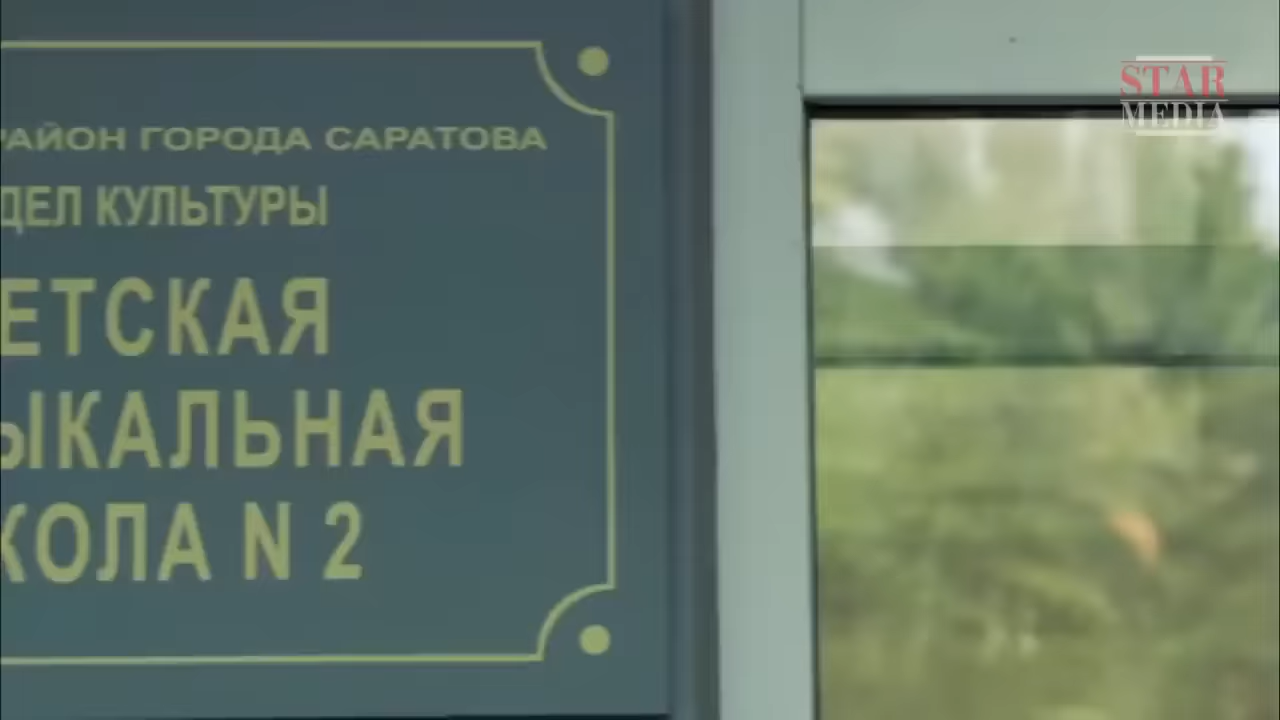 РАЙОН ГОРОДА САРАТОВА
ДЕЛ КУЛЬТУРЫ
ЕТСКАЯ
ЫКАЛЬНАЯ
КОЛА N 2
STAR
MEDIA